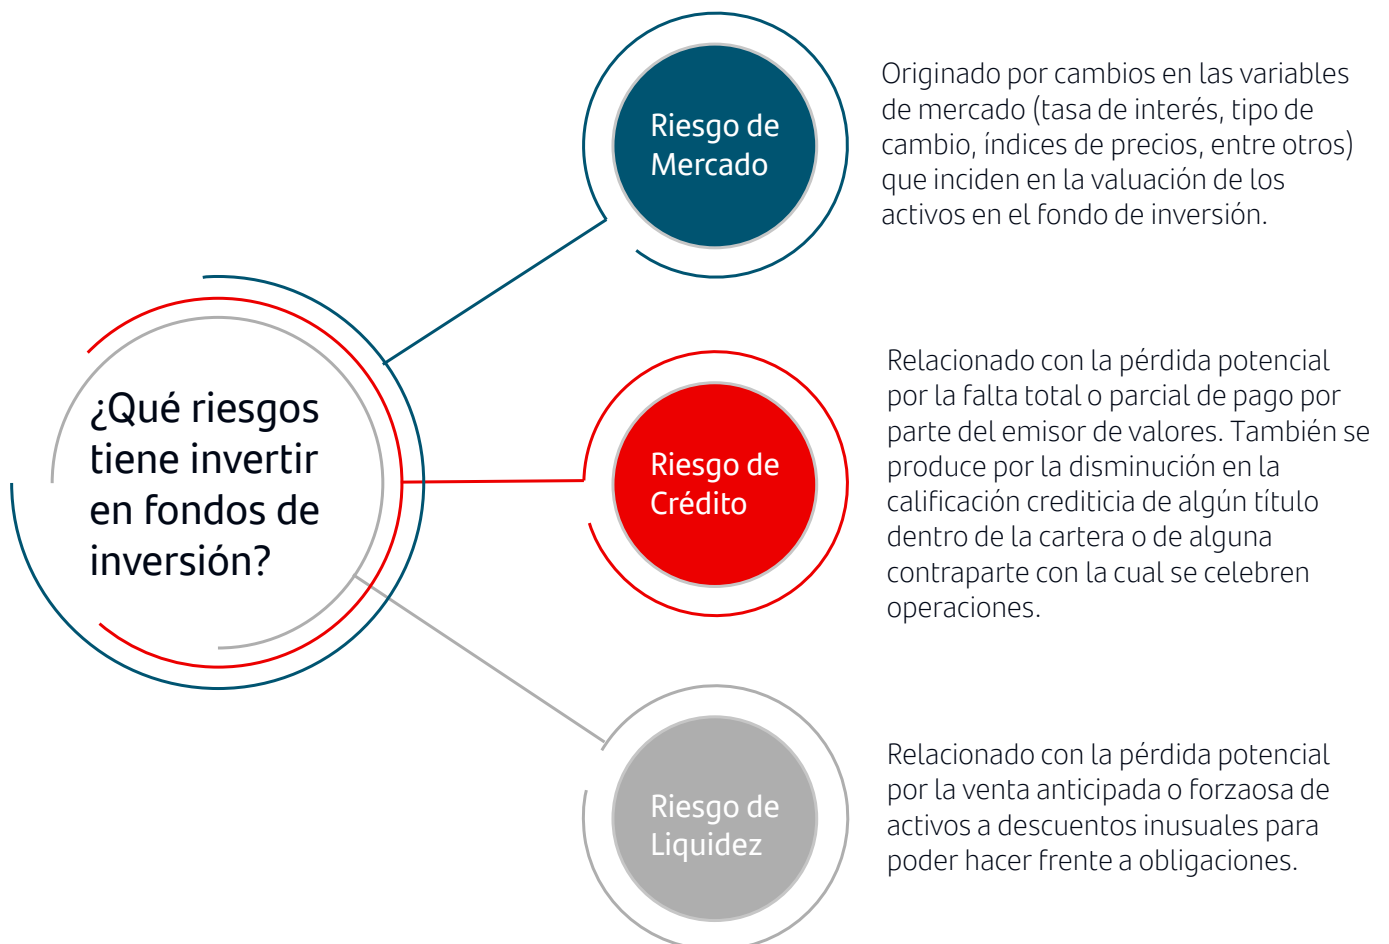 ¿Qué riesgos
tiene invertir
en fondos de
inversión?
Riesgo de
Mercado
Originado por cambios en las variables
de mercado (tasa de interés, tipo de
cambio, índices de precios, entre otros)
que inciden en la valuación de los
activos en el fondo de inversión.
Riesgo de
Crédito
Relacionado con la pérdida potencial
por la falta total o parcial de pago por
parte del emisor de valores. También se
produce por la disminución en la
calificación crediticia de algún título
dentro de la cartera o de alguna
contraparte con la cual se celebren
operaciones.
Riesgo de
Liquidez
Relacionado con la pérdida potencial
por la venta anticipada o forzaosa de
activos a descuentos inusuales para
poder hacer frente a obligaciones.